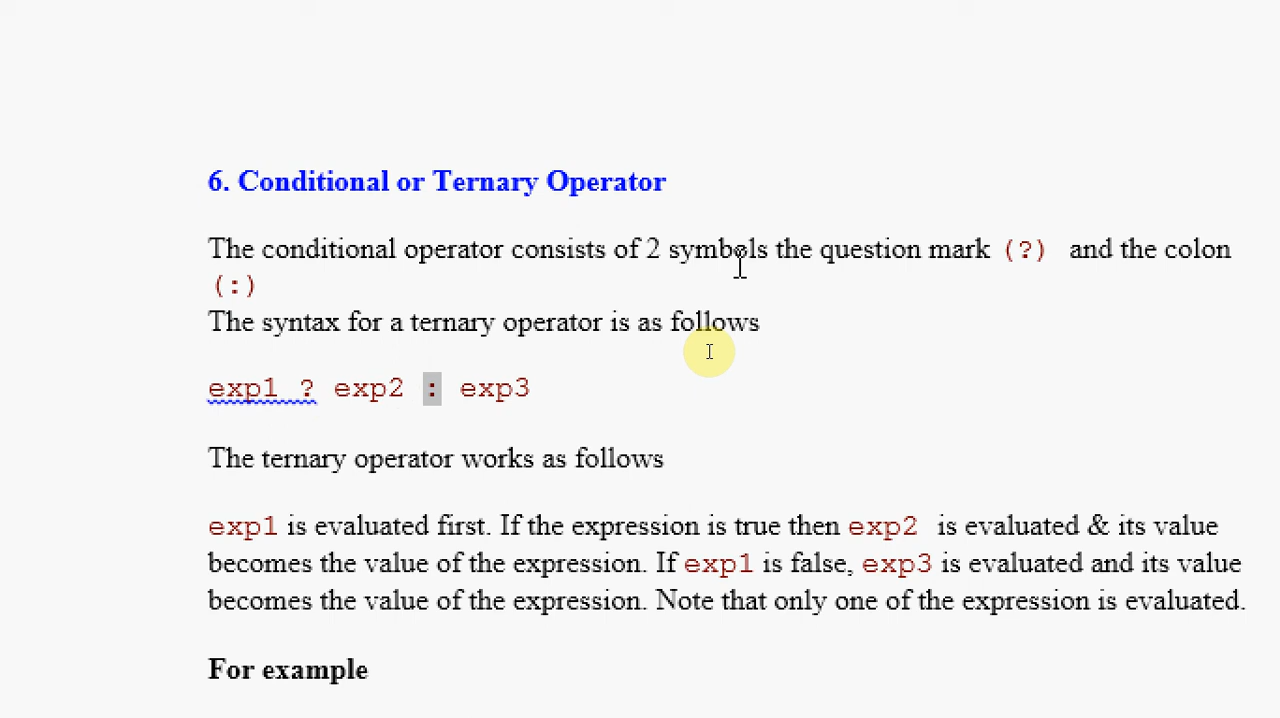 6. Conditional or Ternary Operator
The conditional operator consists of 2 symbols the question mark (?) and the colon
(:)
The syntax for a ternary operator is as follows
exp1 ? exp2 : exp3
The ternary operator works as follows
exp1 is evaluated first. If the expression is true then exp2 is evaluated & its value
becomes the value of the expression. If exp1 is false, exp3 is evaluated and its value
becomes the value of the expression. Note that only one of the expression is evaluated.
For example